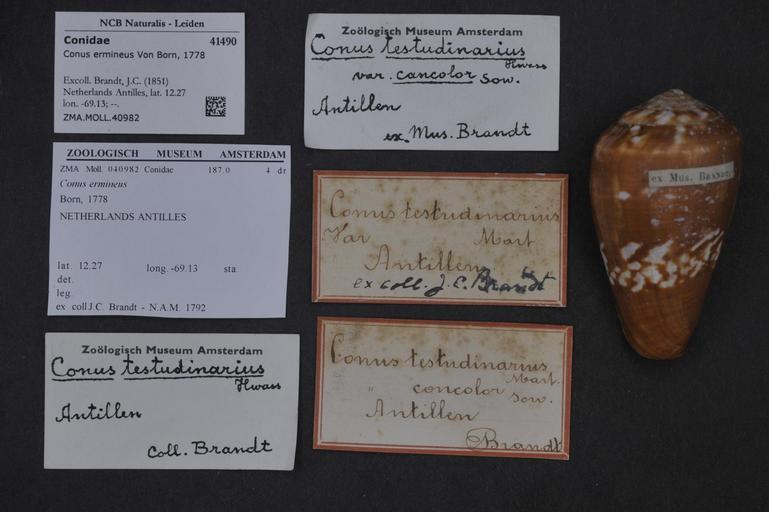 NCB Naturalis - Leiden
Conidae 41490
Conus ermineus Von Born, 1778
Excoll. Brandt, J.C. (1851)
Netherlands Antilles, lat. 12.27
lon. -69.13; --.
ZMA.MOLL.40982
ZOOLOGISCH MUSEUM AMSTERDAM
ZMA Moll. 040982 Conidae 187.0 4 dr
Conus ermineus
Born, 1778
NETHERLANDS ANTILLES
lat. 12.27 long. -69.13 sta.
det.
leg.
ex coll J.C. Brandt - N.A.M. 1792
Zoölogisch Museum Amsterdam
Conus testudinarius
Hwass
Antillen
Coll. Brandt
Zoölogisch Museum Amsterdam
Conus testudinarius
Hwass
var. cancolor Sow.
Antillen
ex. Mus. Brandt
Conus testudinarius
Var Mart
Antillen
ex coll. J. C. Brandt
Conus testudinarius
Mart.
" concolor Sow.
Antillen
Brandt
ex Mus. Brandt